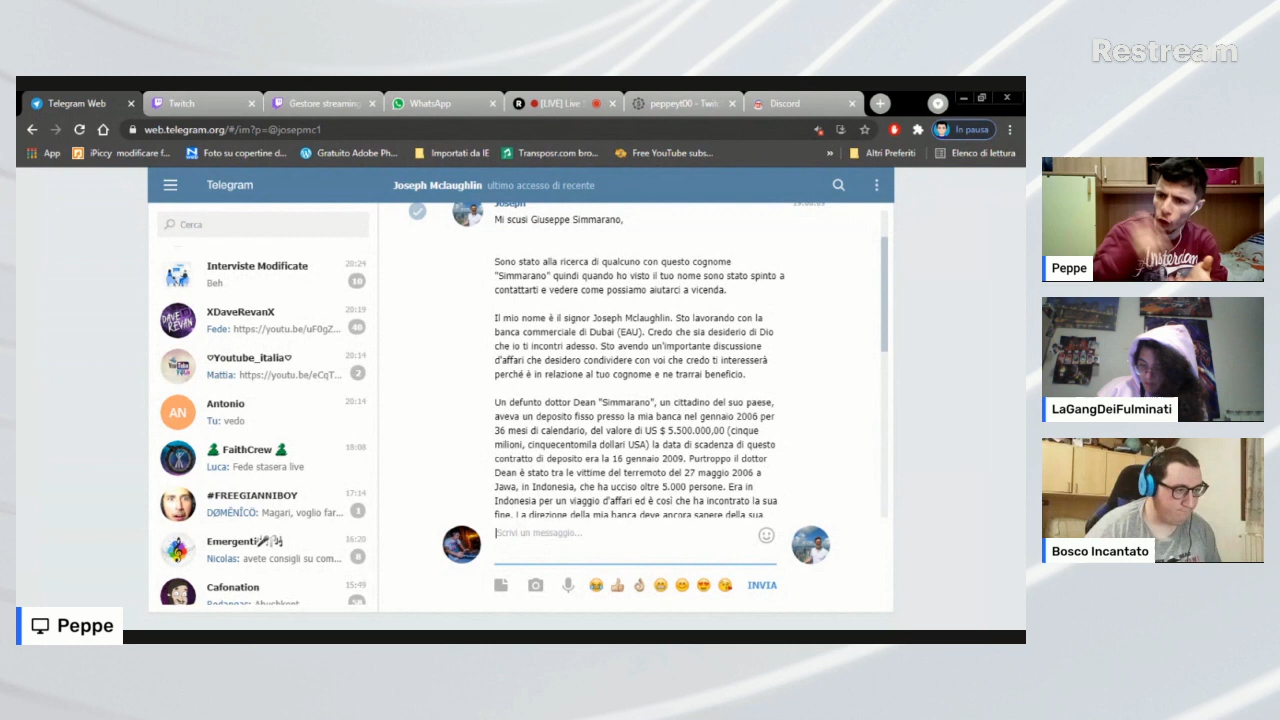 Restream
Telegram Web
Twitch
Gestore streaming
WhatsApp
[LIVE] Live
peppeyt00 - Twit
Discord
web.telegram.org/#/im?p=@josepmc1
In pausa
App
iPiccy modificare f...
Foto su copertine d...
Gratuito Adobe Ph...
Importati da IE
Transposr.com bro...
Free YouTube subs...
»
Altri Preferiti
Elenco di lettura
Telegram
Joseph Mclaughlin ultimo accesso di recente
Cerca
Interviste Modificate 20:24
Beh 10
XDaveRevanX 20:19
Fede: https://youtu.be/uF0gZ... 40
♡Youtube_italia♡ 20:14
Mattia: https://youtu.be/eCqT... 2
AN
Antonio 20:14
Tu: vedo
FaithCrew 18:08
Luca: Fede stasera live
#FREEGIANNIBOY 17:14
DØMÊNÎCÖ: Magari, voglio far... 1
Emergenti 16:20
Nicolas: avete consigli su com... 8
Cafonation 15:49
Joseph
Mi scusi Giuseppe Simmarano,
Sono stato alla ricerca di qualcuno con questo cognome
"Simmarano" quindi quando ho visto il tuo nome sono stato spinto a
contattarti e vedere come possiamo aiutarci a vicenda.
Il mio nome è il signor Joseph Mclaughlin. Sto lavorando con la
banca commerciale di Dubai (EAU). Credo che sia desiderio di Dio
che io ti incontri adesso. Sto avendo un'importante discussione
d'affari che desidero condividere con voi che credo ti interesserà
perché è in relazione al tuo cognome e ne trarrai beneficio.
Un defunto dottor Dean "Simmarano", un cittadino del suo paese,
aveva un deposito fisso presso la mia banca nel gennaio 2006 per
36 mesi di calendario, del valore di US $ 5.500.000,00 (cinque
milioni, cinquecentomila dollari USA) la data di scadenza di questo
contratto di deposito era la 16 gennaio 2009. Purtroppo il dottor
Dean è stato tra le vittime del terremoto del 27 maggio 2006 a
Jawa, in Indonesia, che ha ucciso oltre 5.000 persone. Era in
Indonesia per un viaggio d'affari ed è così che ha incontrato la sua
fine. La direzione della mia banca deve ancora sapere della sua
Scrivi un messaggio...
INVIA
Peppe
Peppe
Amsterdam
LaGangDeiFulminati
Bosco Incantato